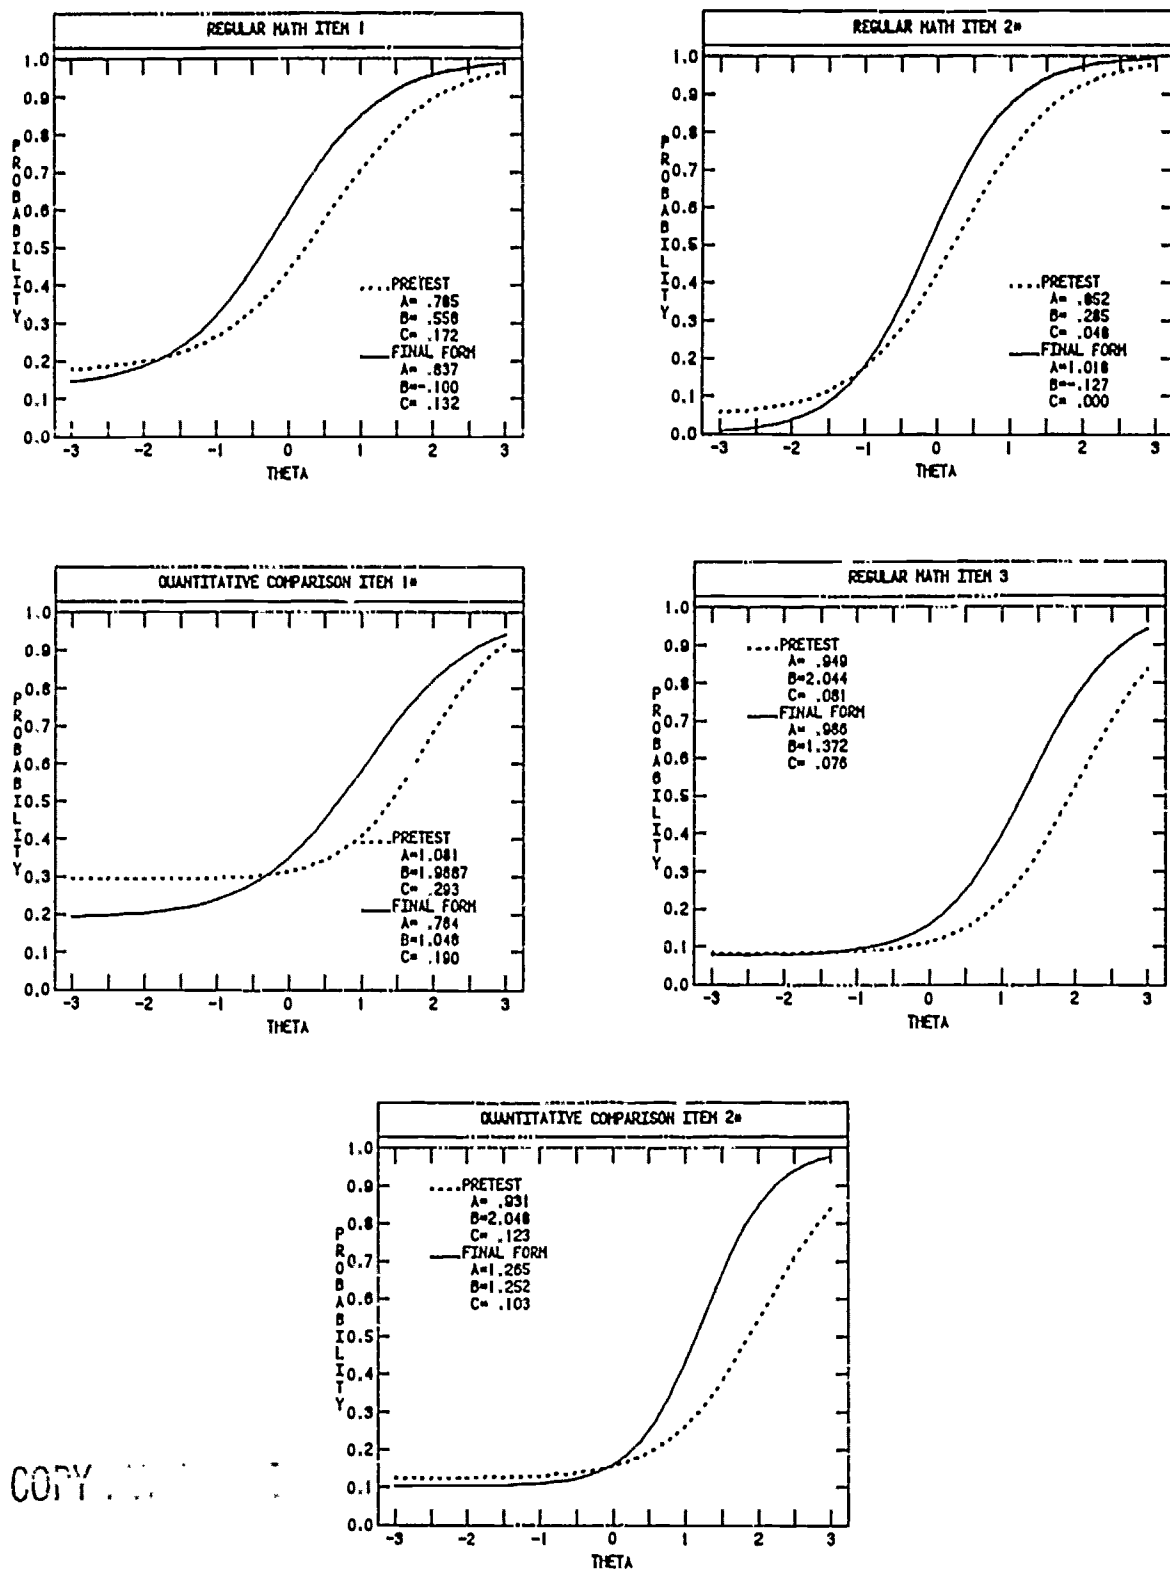 REGULAR MATH ITEM 1
1.0
0.9
0.8
0.7
0.6
0.5
0.4
0.3
0.2
0.1
0.0
PROBABILITY
PRETEST
A= .785
B= .558
C= .172
FINAL FORM
A= .837
B=-.100
C= .132
-3 -2 -1 0 1 2 3
THETA
REGULAR MATH ITEM 2*
1.0
0.9
0.8
0.7
0.6
0.5
0.4
0.3
0.2
0.1
0.0
PROBABILITY
PRETEST
A= .852
B= .285
C= .048
FINAL FORM
A=1.018
B=-.127
C= .000
-3 -2 -1 0 1 2 3
THETA
QUANTITATIVE COMPARISON ITEM 1*
1.0
0.9
0.8
0.7
0.6
0.5
0.4
0.3
0.2
0.1
0.0
PROBABILITY
PRETEST
A=1.081
B=1.9887
C= .293
FINAL FORM
A= .764
B=1.048
C= .190
-3 -2 -1 0 1 2 3
THETA
REGULAR MATH ITEM 3
1.0
0.9
0.8
0.7
0.6
0.5
0.4
0.3
0.2
0.1
0.0
PROBABILITY
PRETEST
A= .949
B=2.044
C= .081
FINAL FORM
A= .986
B=1.372
C= .076
-3 -2 -1 0 1 2 3
THETA
QUANTITATIVE COMPARISON ITEM 2*
1.0
0.9
0.8
0.7
0.6
0.5
0.4
0.3
0.2
0.1
0.0
PROBABILITY
PRETEST
A= .931
B=2.048
C= .123
FINAL FORM
A=1.265
B=1.252
C= .103
-3 -2 -1 0 1 2 3
THETA
COPY